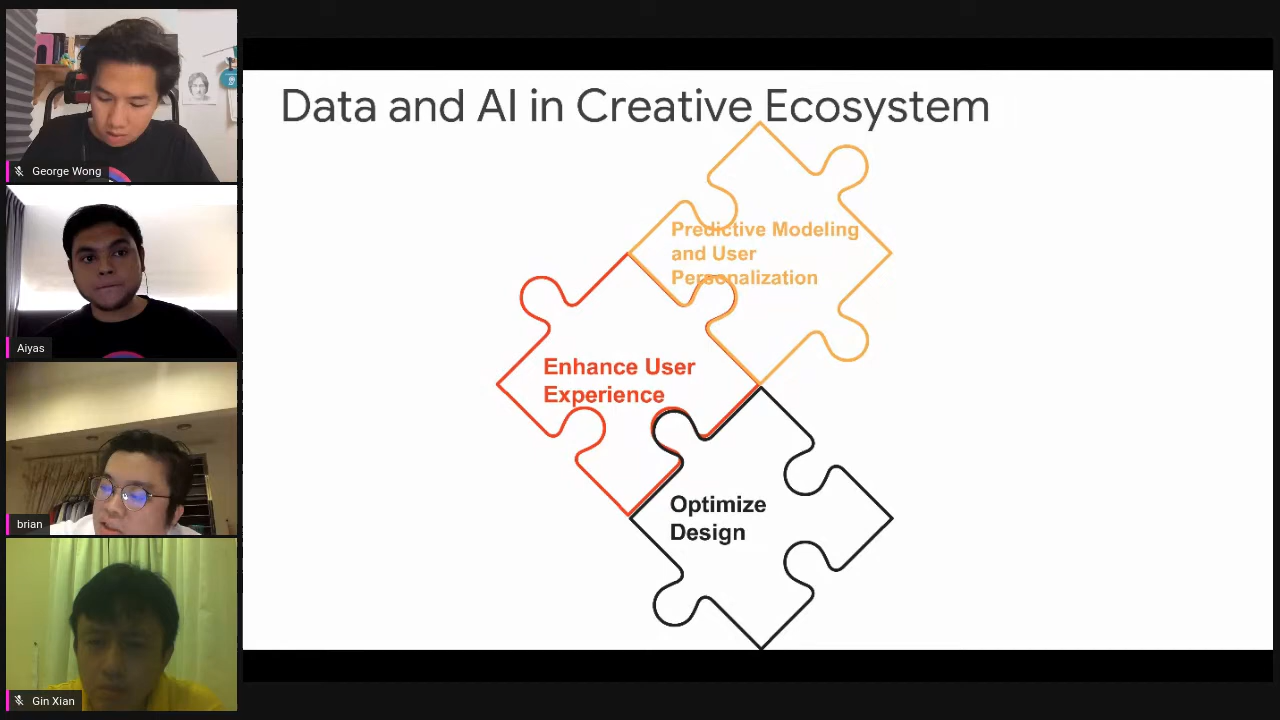 George Wong
Aiyas
brian
Gin Xian
Data and AI in Creative Ecosystem
Predictive Modeling
and User
Personalization
Enhance User
Experience
Optimize
Design